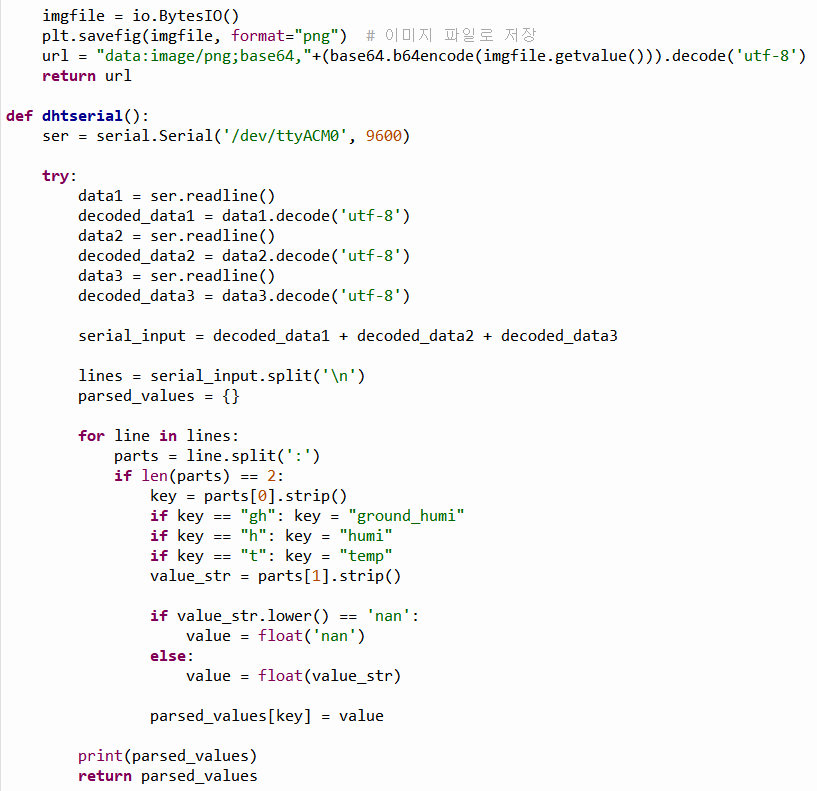 imgfile = io.BytesIO()
plt.savefig(imgfile, format="png")  # 이미지 파일로 저장
url = "data:image/png;base64,"+(base64.b64encode(imgfile.getvalue())).decode('utf-8')
return url
def dhtserial():
ser = serial.Serial('/dev/ttyACM0', 9600)
try:
data1 = ser.readline()
decoded_data1 = data1.decode('utf-8')
data2 = ser.readline()
decoded_data2 = data2.decode('utf-8')
data3 = ser.readline()
decoded_data3 = data3.decode('utf-8')
serial_input = decoded_data1 + decoded_data2 + decoded_data3
lines = serial_input.split('\n')
parsed_values = {}
for line in lines:
parts = line.split(':')
if len(parts) == 2:
key = parts[0].strip()
if key == "gh": key = "ground_humi"
if key == "h": key = "humi"
if key == "t": key = "temp"
value_str = parts[1].strip()
if value_str.lower() == 'nan':
value = float('nan')
else:
value = float(value_str)
parsed_values[key] = value
print(parsed_values)
return parsed_values